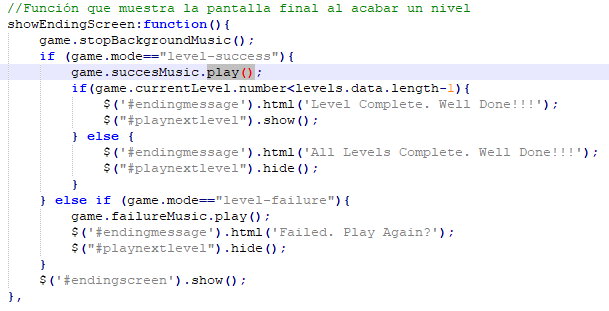 //Función que muestra la pantalla final al acabar un nivel
showEndingScreen:function(){
    game.stopBackgroundMusic();
    if (game.mode=="level-success"){
        game.succesMusic.play();
        if(game.currentLevel.number<levels.data.length-1){
            $('#endingmessage').html('Level Complete. Well Done!!!');
            $("#playnextlevel").show();
        } else {
            $('#endingmessage').html('All Levels Complete. Well Done!!!');
            $("#playnextlevel").hide();
        }
    } else if (game.mode=="level-failure"){
        game.failureMusic.play();
        $('#endingmessage').html('Failed. Play Again?');
        $("#playnextlevel").hide();
    }
    $('#endingscreen').show();
},